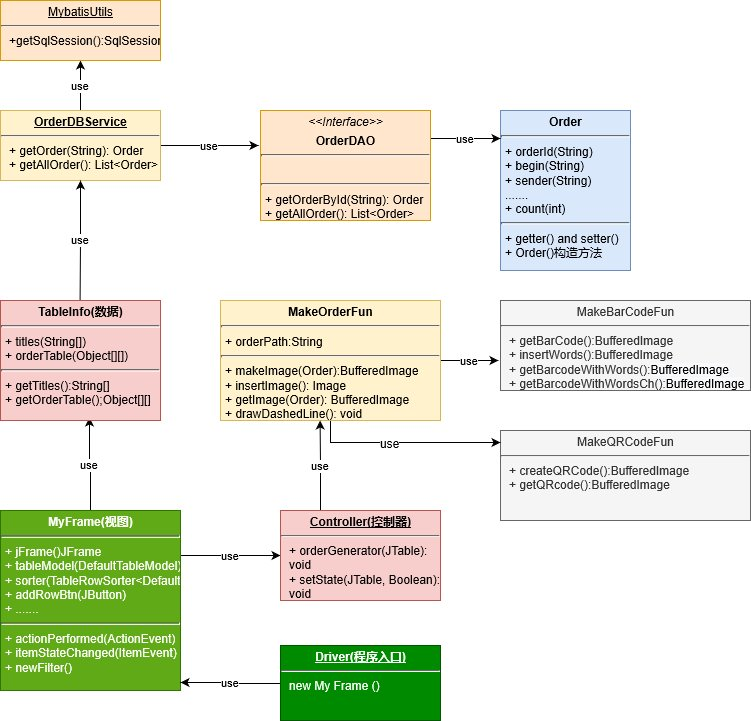 MybatisUtils
+getSqlSession():SqlSession
use
OrderDBService
+ getOrder(String): Order
+ getAllOrder(): List<Order>
use
<<Interface>>
OrderDAO
+ getOrderById(String): Order
+ getAllOrder(): List<Order>
use
Order
+ orderId(String)
+ begin(String)
+ sender(String)
.......
+ count(int)
+ getter() and setter()
+ Order()构造方法
use
TableInfo(数据)
+ titles(String[])
+ orderTable(Object[][])
+ getTitles():String[]
+ getOrderTable();Object[][]
MakeOrderFun
+ orderPath:String
+ makeImage(Order):BufferedImage
+ insertImage(): Image
+ getImage(Order): BufferedImage
+ drawDashedLine(): void
use
MakeBarCodeFun
+ getBarCode():BufferedImage
+ insertWords():BufferedImage
+ getBarcodeWithWords():BufferedImage
+ getBarcodeWithWordsCh():BufferedImage
use
MakeQRCodeFun
+ createQRCode():BufferedImage
+ getQRcode():BufferedImage
use
use
MyFrame(视图)
+ jFrame()JFrame
+ tableModel(DefaultTableModel)
+ sorter(TableRowSorter<Default
+ addRowBtn(JButton)
+ .......
+ actionPerformed(ActionEvent)
+ itemStateChanged(ItemEvent)
+ newFilter()
use
Controller(控制器)
+ orderGenerator(JTable):
void
+ setState(JTable, Boolean):
void
use
Driver(程序入口)
new My Frame ()